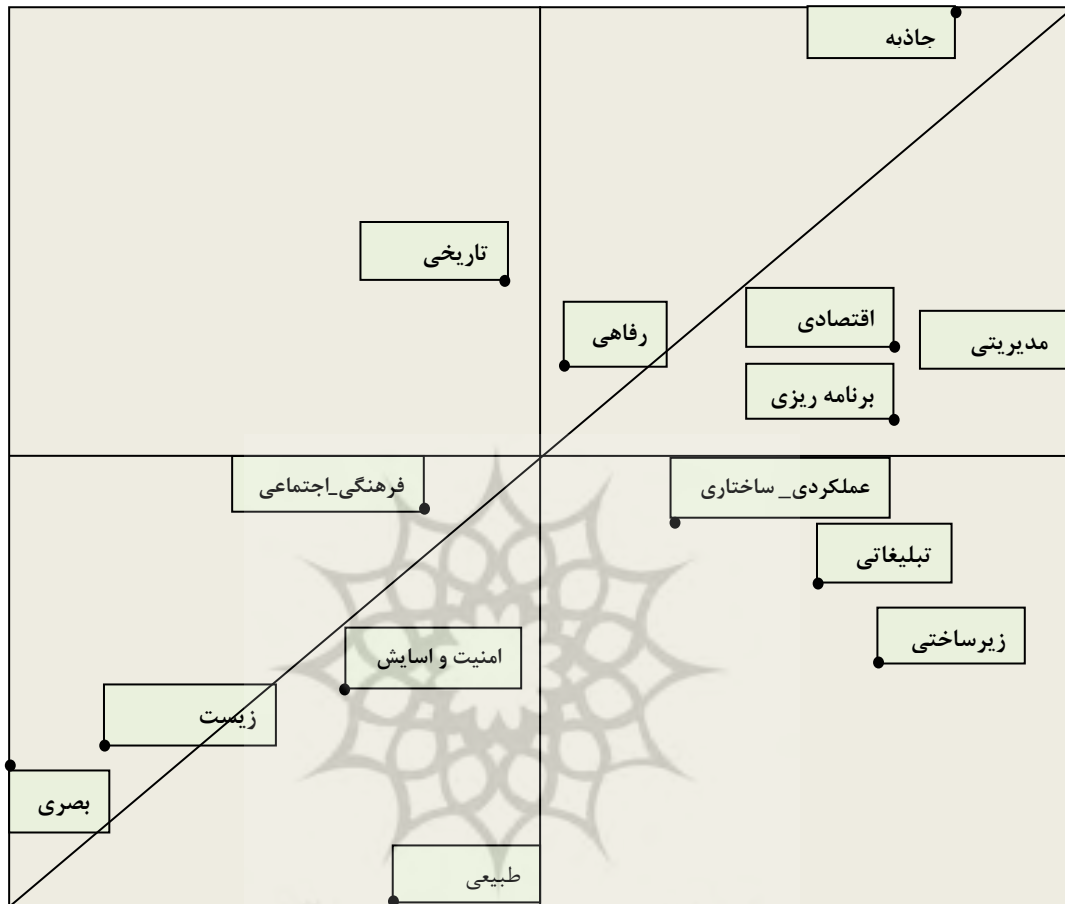 جاذبه
تاریخی
اقتصادی
رفاهی
مدیریتی
برنامه ریزی
فرهنگی_اجتماعی
عملکردی_ ساختاری
تبلیغاتی
زیرساختی
امنیت و اسایش
زیست
بصری
طبیعی